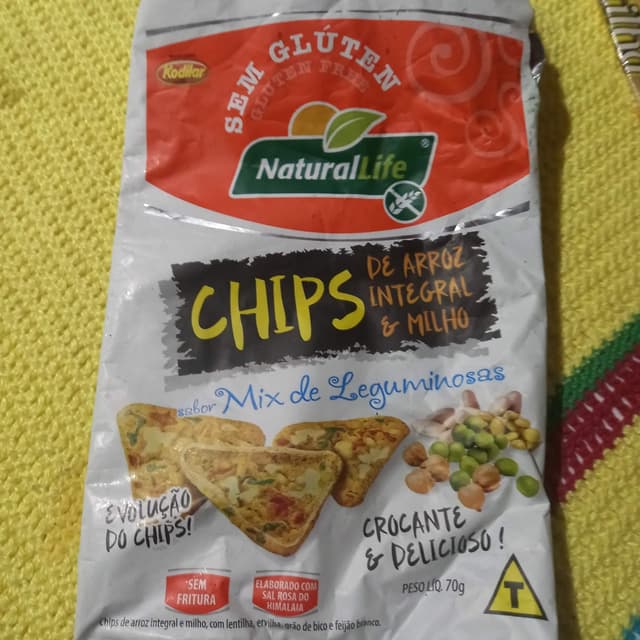 SEM GLÚTEN
GLUTEN FREE
Kodilar
NaturalLife®
CHIPS
DE ARROZ
INTEGRAL
& MILHO
sabor Mix de Leguminosas
EVOLUÇÃO
DO CHIPS!
CROCANTE
& DELICIOSO!
*SEM
FRITURA
ELABORADO COM
SAL ROSA DO
HIMALAIA
PESO LÍQ. 70g
T
chips de arroz integral e milho, com lentilha, ervilha, grão de bico e feijão branco.